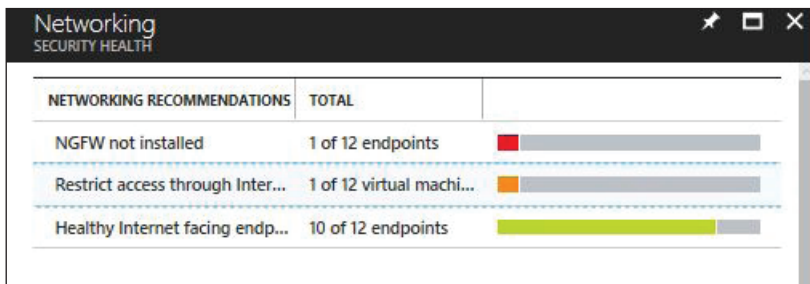 Networking
SECURITY HEALTH
NETWORKING RECOMMENDATIONS TOTAL
NGFW not installed 1 of 12 endpoints
Restrict access through Inter... 1 of 12 virtual machi...
Healthy Internet facing endp... 10 of 12 endpoints